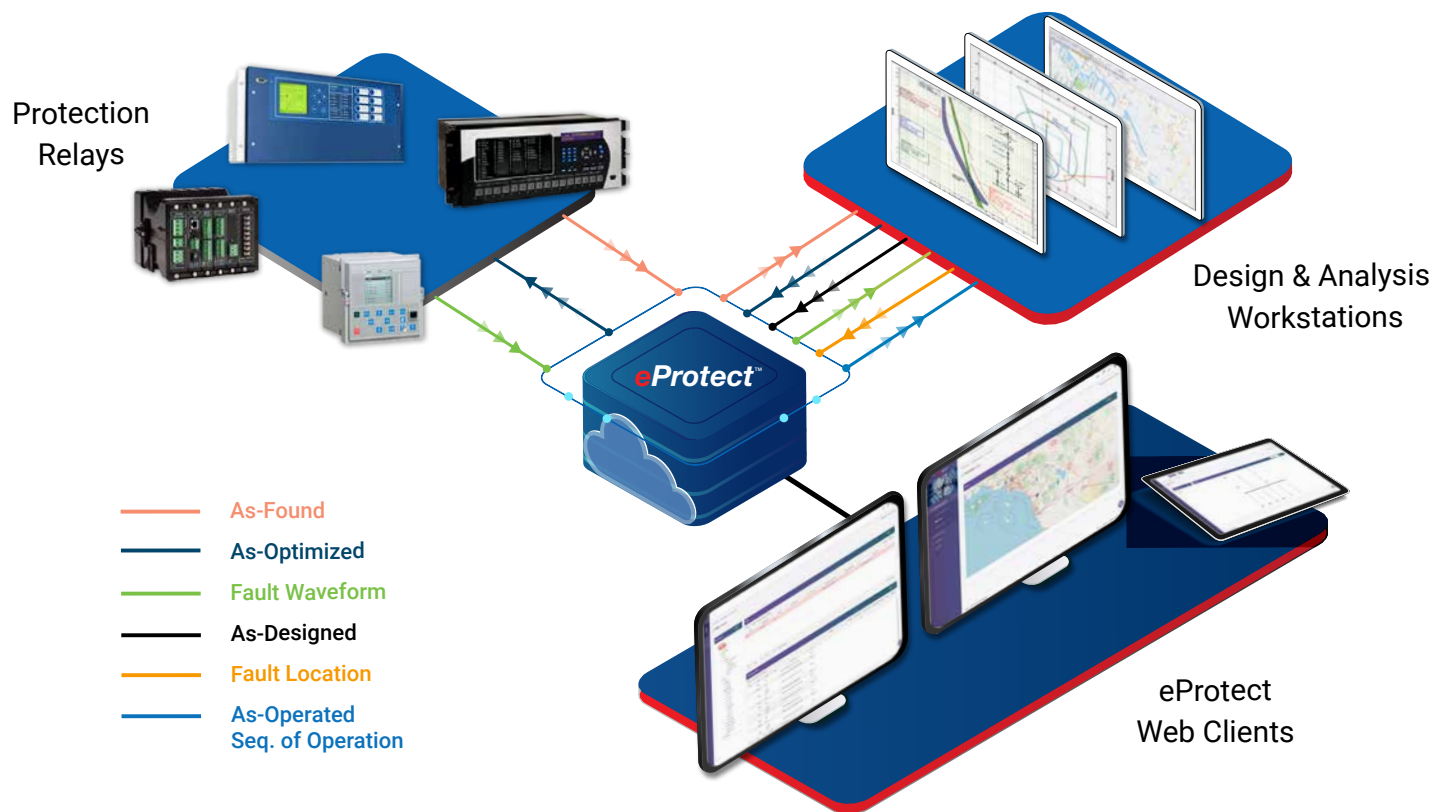 Protection
Relays
Design & Analysis
Workstations
eProtect™
As-Found
As-Optimized
Fault Waveform
As-Designed
Fault Location
As-Operated
Seq. of Operation
eProtect
Web Clients